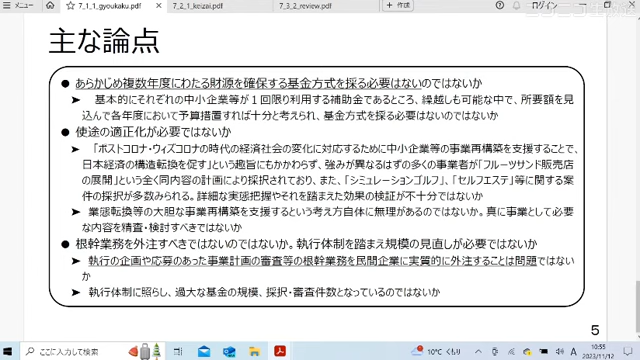 メニュー
7_1_1_gyoukaku.pdf
7_2_1_keizai.pdf
7_3_2_review.pdf
+ 作成
ログイン
主な論点
● あらかじめ複数年度にわたる財源を確保する基金方式を採る必要はないのではないか
➤ 基本的にそれぞれの中小企業等が１回限り利用する補助金であるところ、繰越しも可能な中で、所要額を見
込んで各年度において予算措置すれば十分と考えられ、基金方式を採る必要はないのではないか
● 使途の適正化が必要ではないか
➤ 「ポストコロナ・ウィズコロナの時代の経済社会の変化に対応するために中小企業等の事業再構築を支援することで、
日本経済の構造転換を促す」という趣旨にもかかわらず、強みが異なるはずの多くの事業者が「フルーツサンド販売店
の展開」という全く同内容の計画により採択されており、また、「シミュレーションゴルフ」、「セルフエステ」等に関する案
件の採択が多数みられる。詳細な実態把握やそれを踏まえた効果の検証が不十分ではないか
➤ 業態転換等の大胆な事業再構築を支援するという考え方自体に無理があるのではないか。真に事業として必要
な内容を精査・検討すべきではないか
● 根幹業務を外注すべきではないのではないか。執行体制を踏まえ規模の見直しが必要ではないか
➤ 執行の企画や応募のあった事業計画の審査等の根幹業務を民間企業に実質的に外注することは問題ではない
か
➤ 執行体制に照らし、過大な基金の規模、採択・審査件数となっているのではないか
5
ここに入力して検索
10℃ くもり
A
10:55
2023/11/12